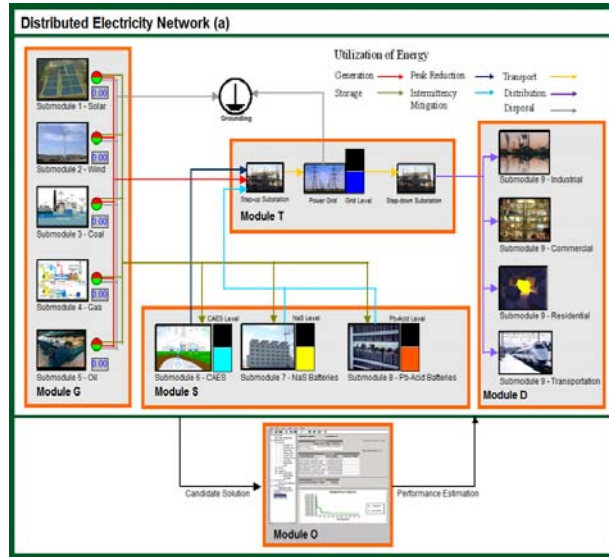 Distributed Electricity Network (a)
Utilization of Energy
Generation
Peak Reduction
Transport
Storage
Intermittency
Mitigation
Distribution
Disposal
0.00
Submodule 1 - Solar
0.00
Submodule 2 - Wind
0.00
Submodule 3 - Coal
0.00
Submodule 4 - Gas
0.00
Submodule 5 - Oil
Module G
Grounding
Step-up Substation
Power Grid
Grid Level
Step-down Substation
Module T
CAES Level
NaS Level
Pb-Acid Level
Submodule 6 - CAES
Submodule 7 - NaS Batteries
Submodule 8 - Pb-Acid Batteries
Module S
Submodule 9 - Industrial
Submodule 9 - Commercial
Submodule 9 - Residential
Submodule 9 - Transportation
Module D
Candidate Solution
Performance Estimation
Module O